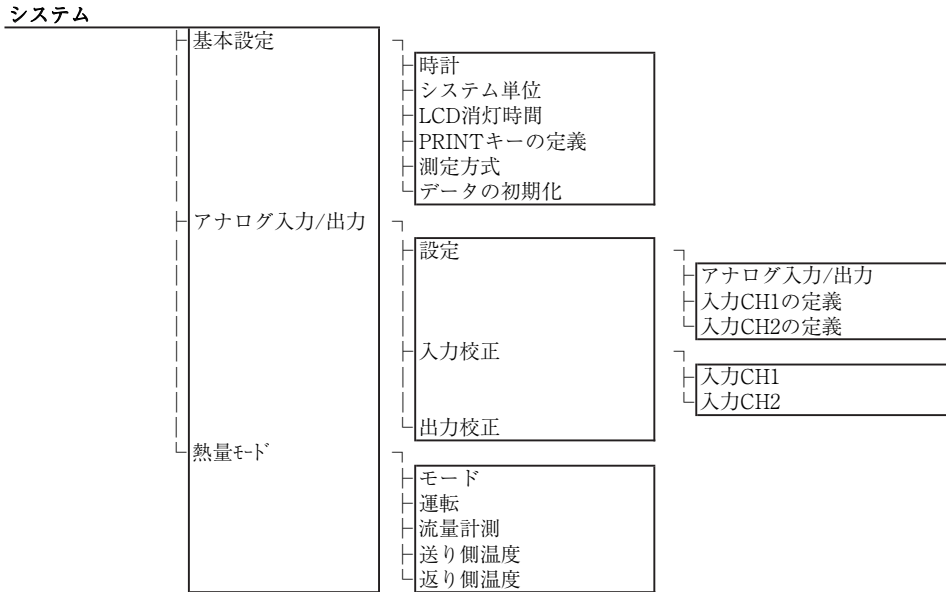 システム
基本設定
時計
システム単位
LCD消灯時間
PRINTキーの定義
測定方式
データの初期化
アナログ入力/出力
設定
アナログ入力/出力
入力CH1の定義
入力CH2の定義
入力校正
入力CH1
入力CH2
出力校正
熱量ﾓｰﾄﾞ
モード
運転
流量計測
送り側温度
返り側温度